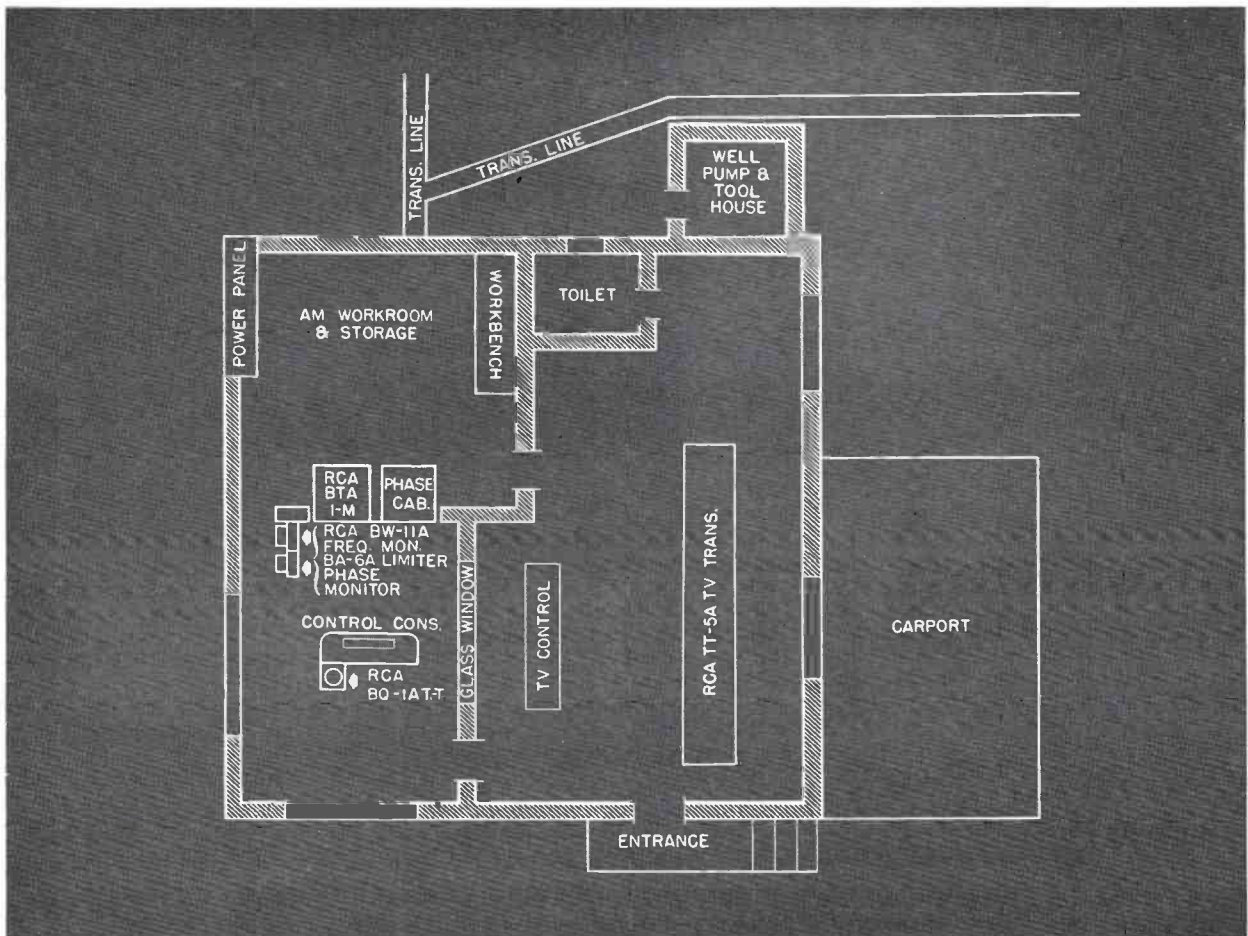 TRANS. LINE
TRANS. LINE
WELL
PUMP &
TOOL
HOUSE
POWER PANEL
AM WORKROOM
& STORAGE
WORKBENCH
TOILET
RCA
BTA
1-M
PHASE
CAB.
RCA BW-11A
FREQ. MON.
BA-6A LIMITER
PHASE
MONITOR
CONTROL CONS.
RCA
BQ-1A T.-T
GLASS WINDOW
TV CONTROL
RCA TT-5A TV TRANS.
CARPORT
ENTRANCE